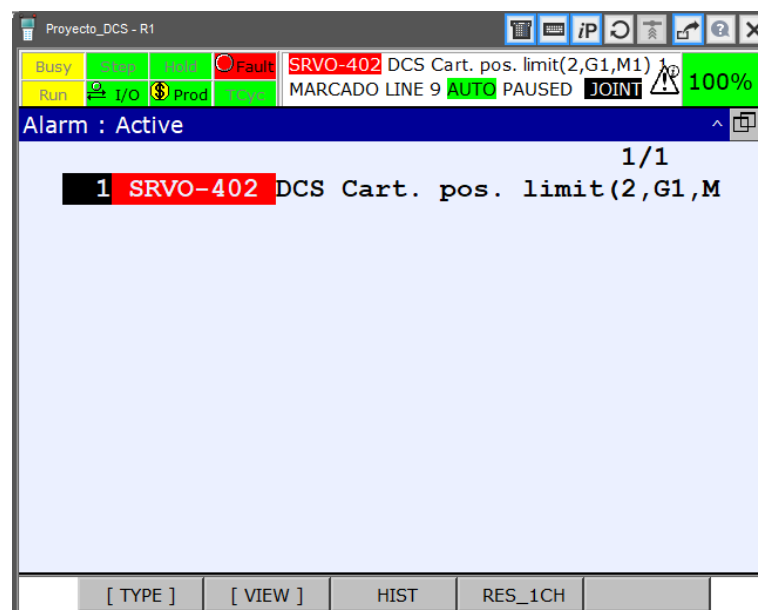 Proyecto_DCS - R1
iP
Busy Step Hold Fault
SRVO-402 DCS Cart. pos. limit(2,G1,M1) 1
Run I/O Prod TCyc
MARCADO LINE 9 AUTO PAUSED JOINT
100%
Alarm : Active
1/1
1 SRVO-402 DCS Cart. pos. limit(2,G1,M
[ TYPE ] [ VIEW ] HIST RES_1CH